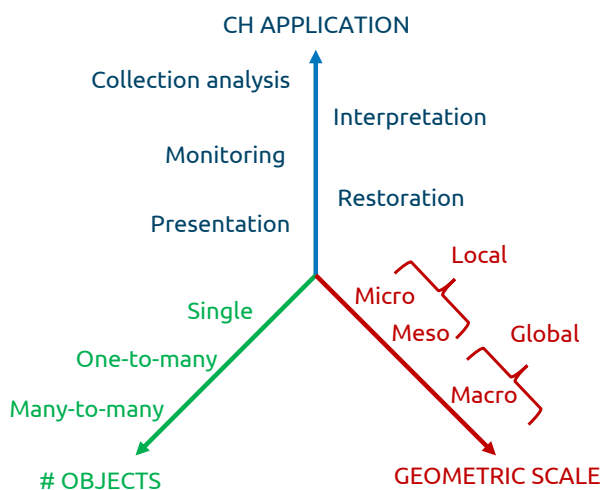 CH APPLICATION
Collection analysis
Interpretation
Monitoring
Restoration
Presentation
Local
Micro
Single
Meso
Global
One-to-many
Macro
Many-to-many
# OBJECTS
GEOMETRIC SCALE